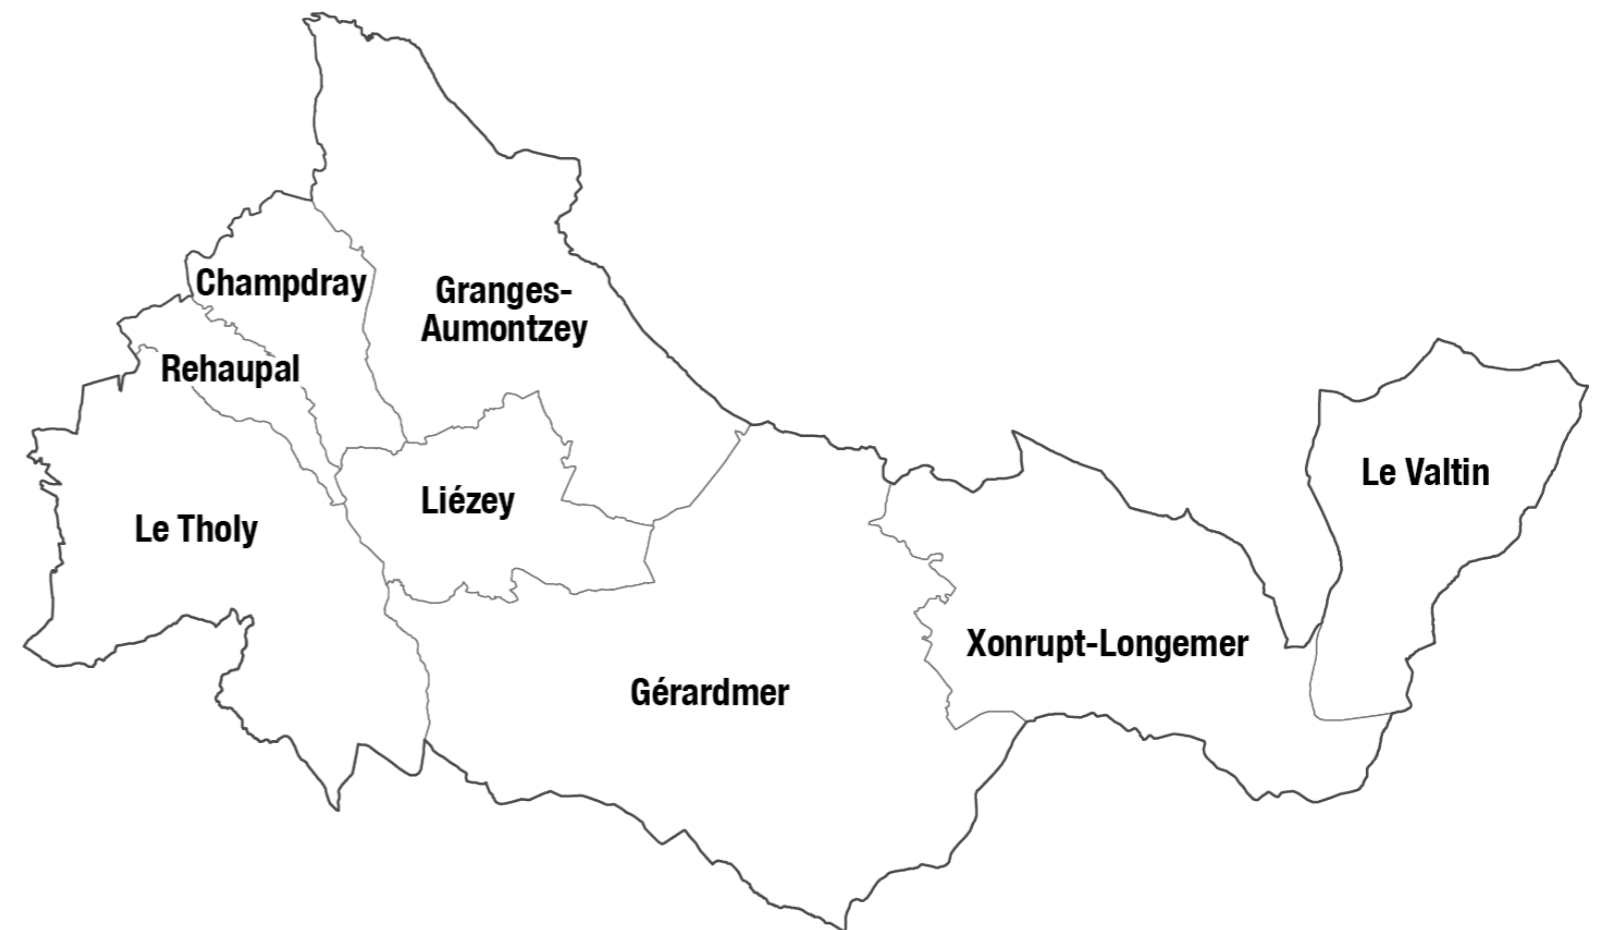 Champdray
Granges-
Aumontzey
Rehaupal
Le Valtin
Liézey
Le Tholy
Xonrupt-Longemer
Gérardmer